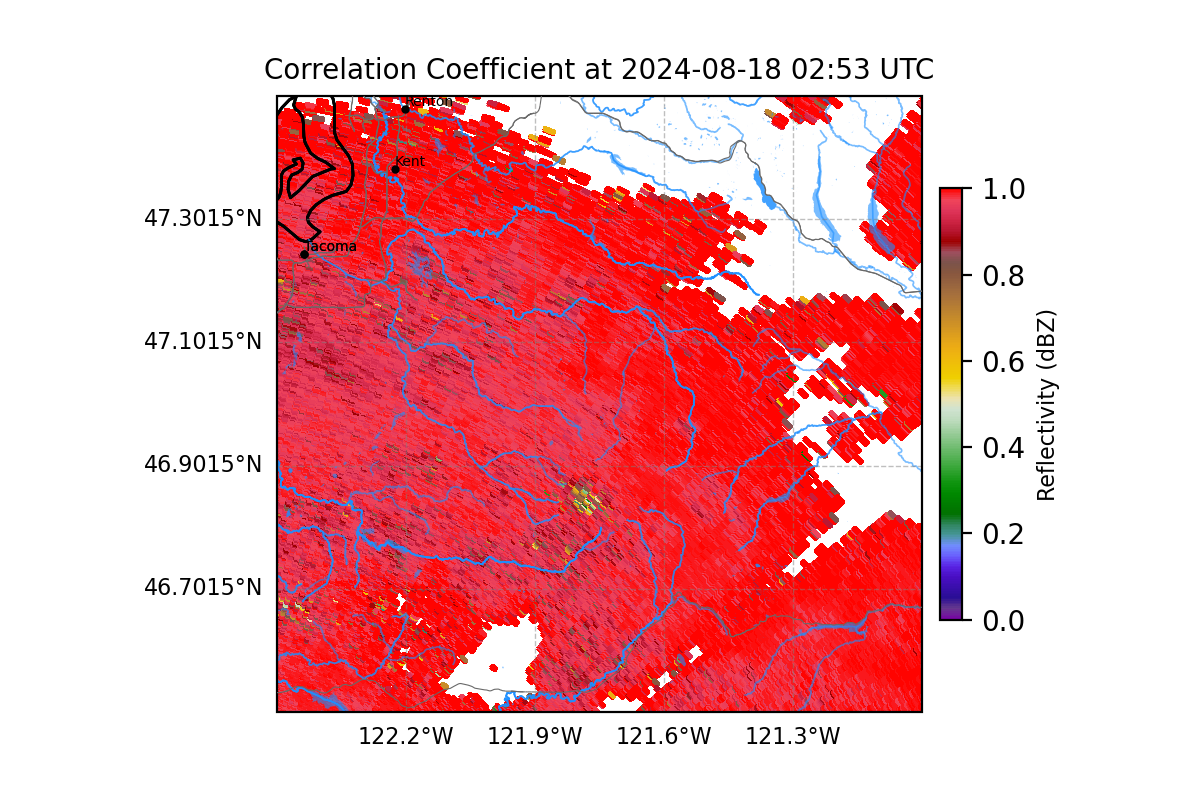 Correlation Coefficient at 2024-08-18 02:53 UTC
Renton
Kent
Tacoma
47.3015°N
47.1015°N
46.9015°N
46.7015°N
122.2°W
121.9°W
121.6°W
121.3°W
1.0
0.8
0.6
0.4
0.2
0.0
Reflectivity (dBZ)